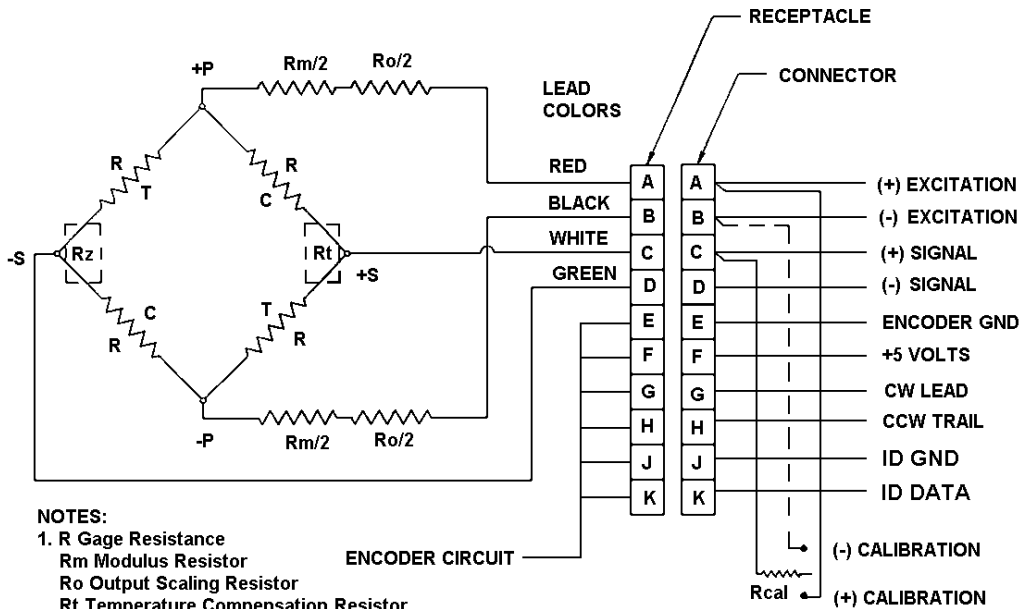 RECEPTACLE
CONNECTOR
+P
Rm/2
Ro/2
LEAD
COLORS
R
T
R
C
RED
BLACK
WHITE
GREEN
-S
Rz
Rt
+S
C
R
T
R
-P
Rm/2
Ro/2
A
B
C
D
E
F
G
H
J
K
A
B
C
D
E
F
G
H
J
K
(+) EXCITATION
(-) EXCITATION
(+) SIGNAL
(-) SIGNAL
ENCODER GND
+5 VOLTS
CW LEAD
CCW TRAIL
ID GND
ID DATA
(-) CALIBRATION
Rcal
(+) CALIBRATION
ENCODER CIRCUIT
NOTES:
1. R Gage Resistance
Rm Modulus Resistor
Ro Output Scaling Resistor
Rt Temperature Compensation Resistor